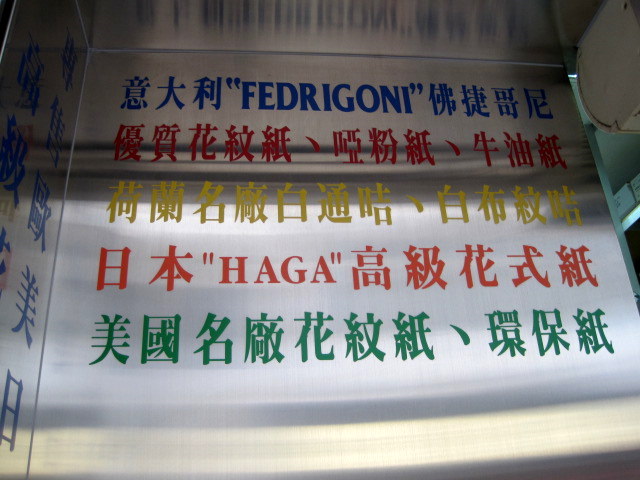 意大利"FEDRIGONI"佛捷哥尼
優質花紋紙、啞粉紙、牛油紙
荷蘭名廠白通咭、白布紋咭
日本"HAGA"高級花式紙
美國名廠花紋紙、環保紙